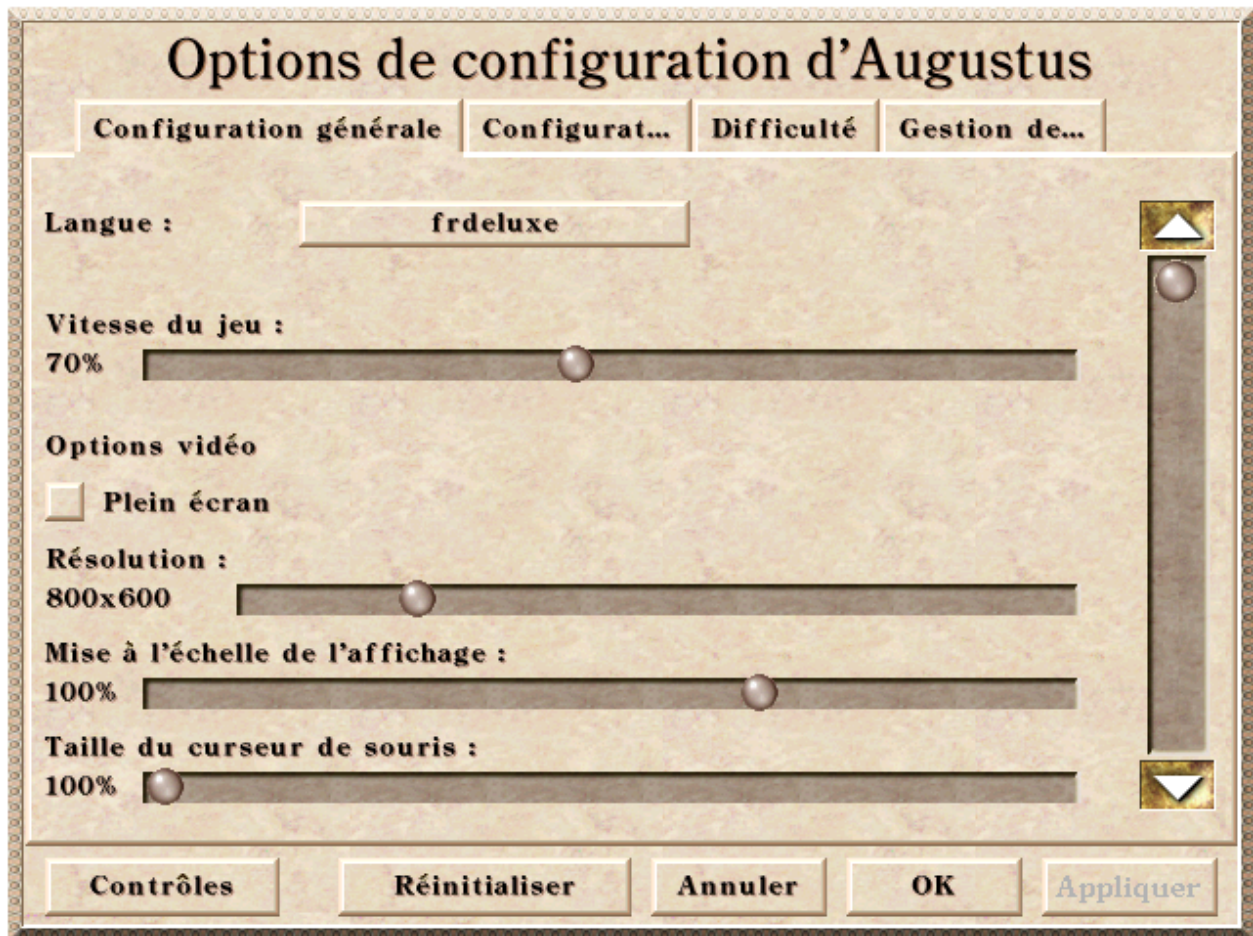 Options de configuration d'Augustus
Configuration générale Configurat... Difficulté Gestion de...
Langue : frdeluxe
Vitesse du jeu :
70%
Options vidéo
Plein écran
Résolution :
800x600
Mise à l'échelle de l'affichage :
100%
Taille du curseur de souris :
100%
Contrôles Réinitialiser Annuler OK Appliquer